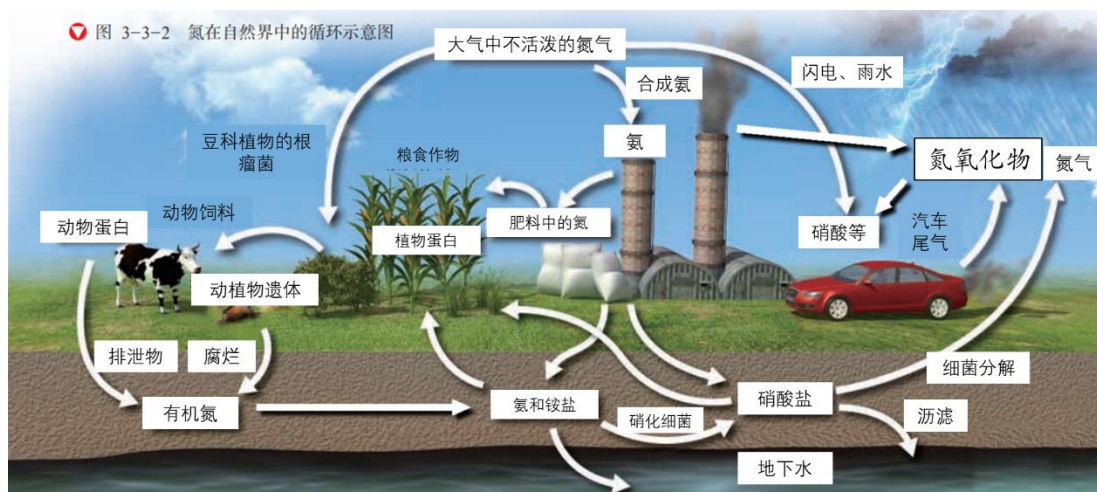 图 3-3-2 氮在自然界中的循环示意图
大气中不活泼的氮气
闪电、雨水
合成氨
氨
豆科植物的根
瘤菌
粮食作物
氮氧化物
氮气
动物饲料
动物蛋白
肥料中的氮
植物蛋白
硝酸等
汽车
尾气
动植物遗体
排泄物
腐烂
细菌分解
有机氮
氨和铵盐
硝化细菌
硝酸盐
沥滤
地下水